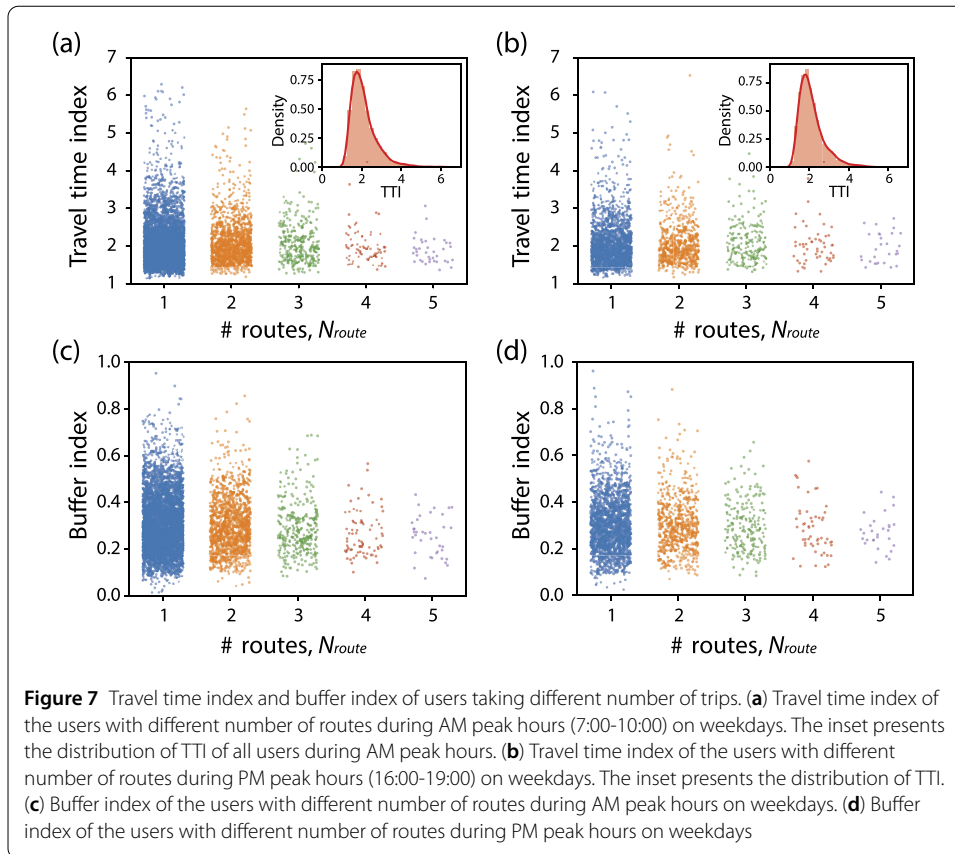 (a)
7
6
5
4
3
2
1
Travel time index
0.75
0.50
0.25
0.00
Density
0 2 4 6
TTI
1 2 3 4 5
# routes, Nroute
(b)
7
6
5
4
3
2
1
Travel time index
0.75
0.50
0.25
0.00
Density
0 2 4 6
TTI
1 2 3 4 5
# routes, Nroute
(c)
1.0
0.8
0.6
0.4
0.2
0.0
Buffer index
1 2 3 4 5
# routes, Nroute
(d)
1.0
0.8
0.6
0.4
0.2
0.0
Buffer index
1 2 3 4 5
# routes, Nroute
Figure 7 Travel time index and buffer index of users taking different number of trips. (a) Travel time index of
the users with different number of routes during AM peak hours (7:00-10:00) on weekdays. The inset presents
the distribution of TTI of all users during AM peak hours. (b) Travel time index of the users with different
number of routes during PM peak hours (16:00-19:00) on weekdays. The inset presents the distribution of TTI.
(c) Buffer index of the users with different number of routes during AM peak hours on weekdays. (d) Buffer
index of the users with different number of routes during PM peak hours on weekdays